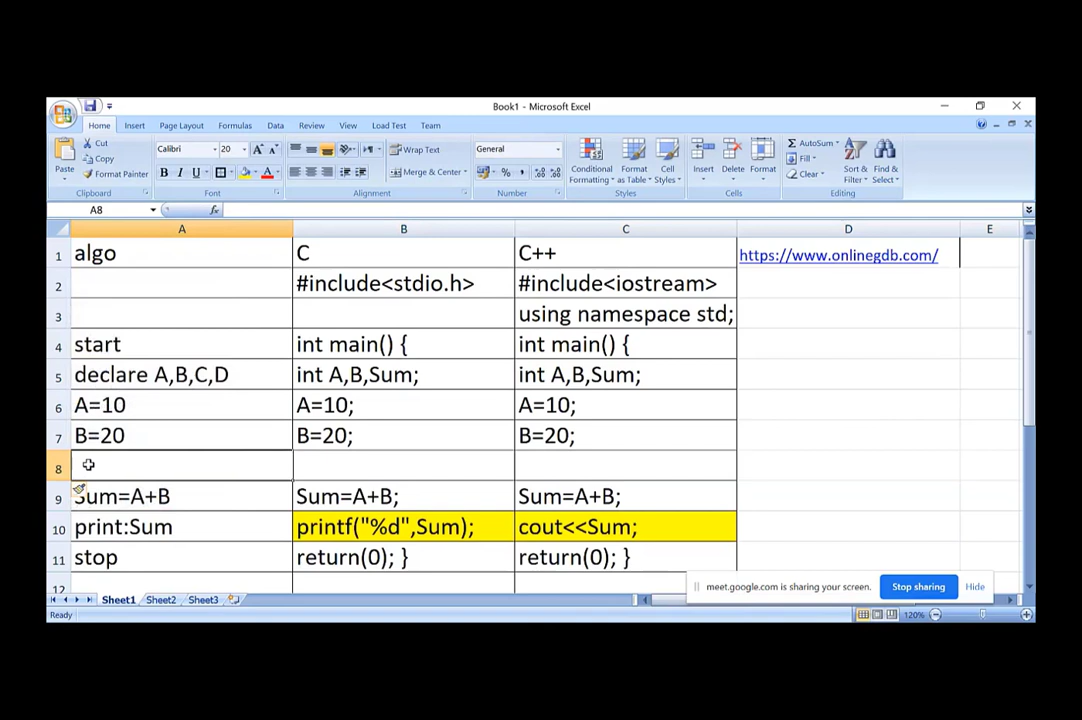 Book1 - Microsoft Excel
Home Insert Page Layout Formulas Data Review View Load Test Team
Paste Cut Copy Format Painter Clipboard
Calibri 20 B I U Font
Wrap Text Merge & Center Alignment
General % , Number
Conditional Formatting Format as Table Cell Styles Styles
Insert Delete Format Cells
AutoSum Fill Clear Sort & Filter Find & Select Editing
A8 fx
A B C D E
1 algo C C++ https://www.onlinegdb.com/
2 #include<stdio.h> #include<iostream>
3 using namespace std;
4 start int main() { int main() {
5 declare A,B,C,D int A,B,Sum; int A,B,Sum;
6 A=10 A=10; A=10;
7 B=20 B=20; B=20;
8
9 Sum=A+B Sum=A+B; Sum=A+B;
10 print:Sum printf("%d",Sum); cout<<Sum;
11 stop return(0); } return(0); }
12
meet.google.com is sharing your screen. Stop sharing Hide
Sheet1 Sheet2 Sheet3
Ready 120%